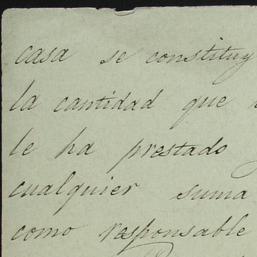 casa se constituy
la cantidad que
le ha prestado
cualquier suma
como responsable